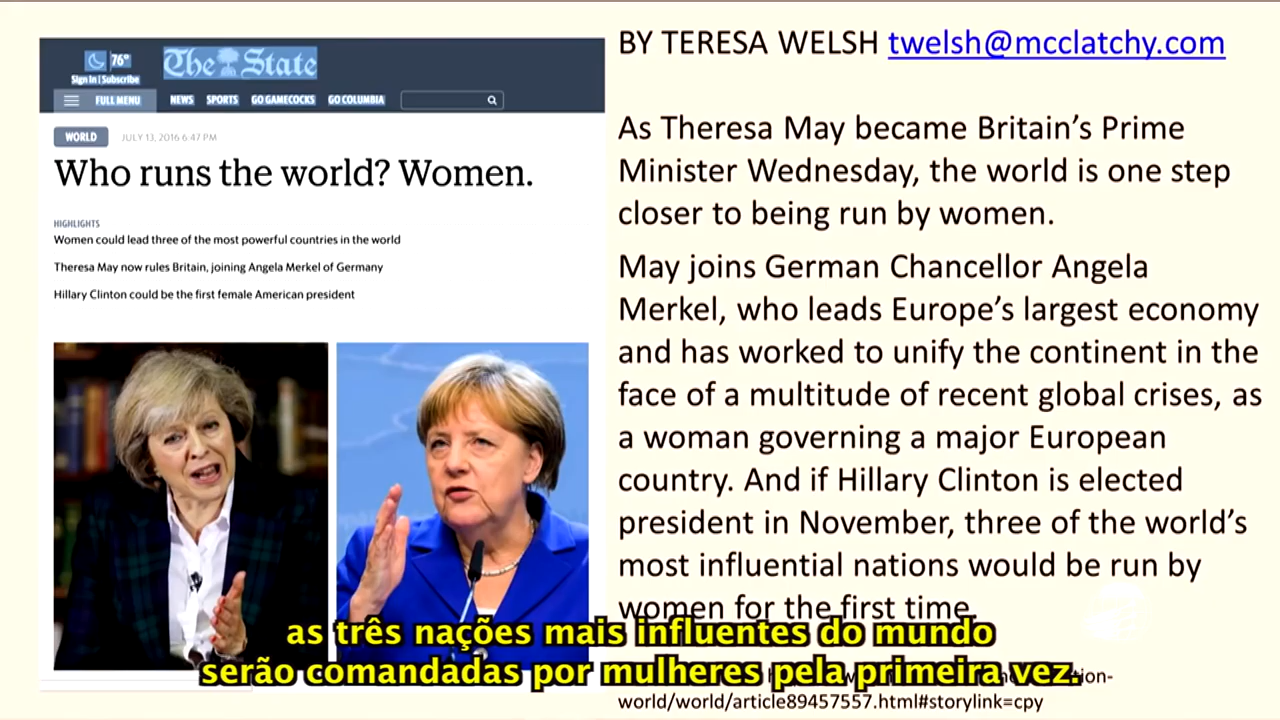 76°
The State
Sign In | Subscribe
FULL MENU
NEWS
SPORTS
GO GAMECOCKS
GO COLUMBIA
WORLD
JULY 13, 2016 6:47 PM
Who runs the world? Women.
HIGHLIGHTS
Women could lead three of the most powerful countries in the world
Theresa May now rules Britain, joining Angela Merkel of Germany
Hillary Clinton could be the first female American president
BY TERESA WELSH twelsh@mcclatchy.com
As Theresa May became Britain’s Prime
Minister Wednesday, the world is one step
closer to being run by women.
May joins German Chancellor Angela
Merkel, who leads Europe’s largest economy
and has worked to unify the continent in the
face of a multitude of recent global crises, as
a woman governing a major European
country. And if Hillary Clinton is elected
president in November, three of the world’s
most influential nations would be run by
women for the first time.
as três nações mais influentes do mundo
serão comandadas por mulheres pela primeira vez.
world/world/article89457557.html#storylink=cpy